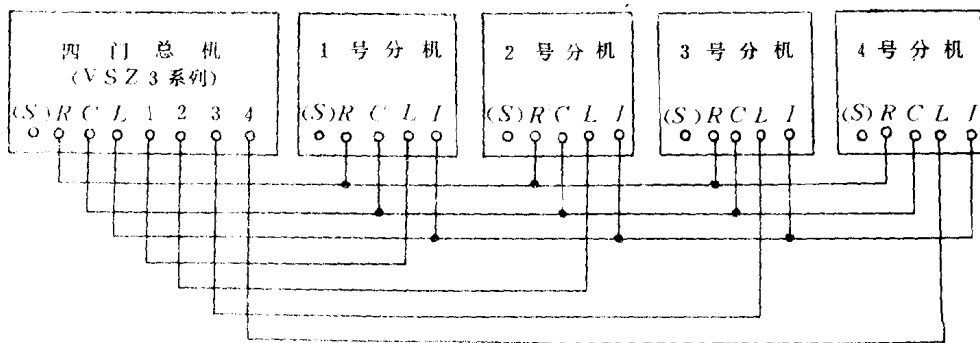 四门总机 1号分机 2号分机 3号分机 4号分机
(VSZ3系列)
(S) R C L 1 2 3 4 (S) R C L I (S) R C L I (S) R C L I (S) R C L I